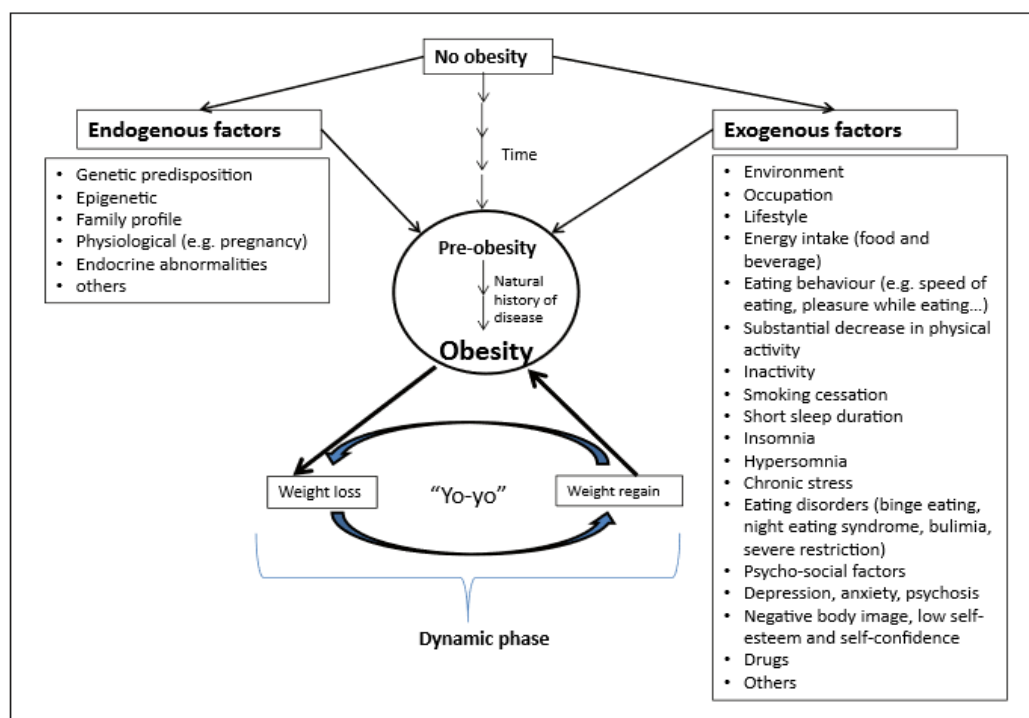 No obesity
Endogenous factors
• Genetic predisposition
• Epigenetic
• Family profile
• Physiological (e.g. pregnancy)
• Endocrine abnormalities
• others
Time
Exogenous factors
• Environment
• Occupation
• Lifestyle
• Energy intake (food and
beverage)
• Eating behaviour (e.g. speed of
eating, pleasure while eating...)
• Substantial decrease in physical
activity
• Inactivity
• Smoking cessation
• Short sleep duration
• Insomnia
• Hypersomnia
• Chronic stress
• Eating disorders (binge eating,
night eating syndrome, bulimia,
severe restriction)
• Psycho-social factors
• Depression, anxiety, psychosis
• Negative body image, low self-
esteem and self-confidence
• Drugs
• Others
Pre-obesity
Natural
history of
disease
Obesity
Weight loss
"Yo-yo"
Weight regain
Dynamic phase